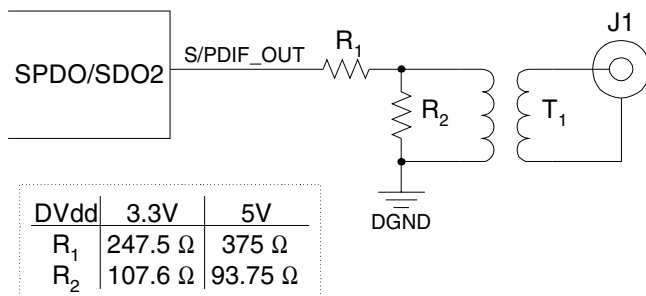 J1
S/PDIF_OUT
R1
SPDO/SDO2
R2
T1
DGND
DVdd 3.3V 5V
R1 247.5 Ω 375 Ω
R2 107.6 Ω 93.75 Ω